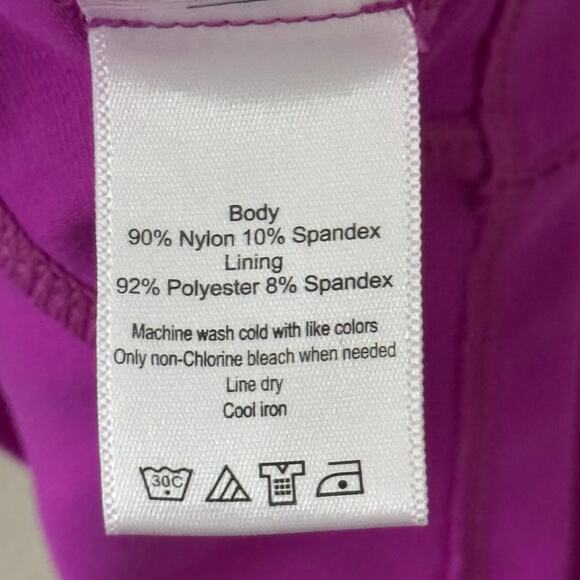 Body
90% Nylon 10% Spandex
Lining
92% Polyester 8% Spandex
Machine wash cold with like colors
Only non-Chlorine bleach when needed
Line dry
Cool iron
30C